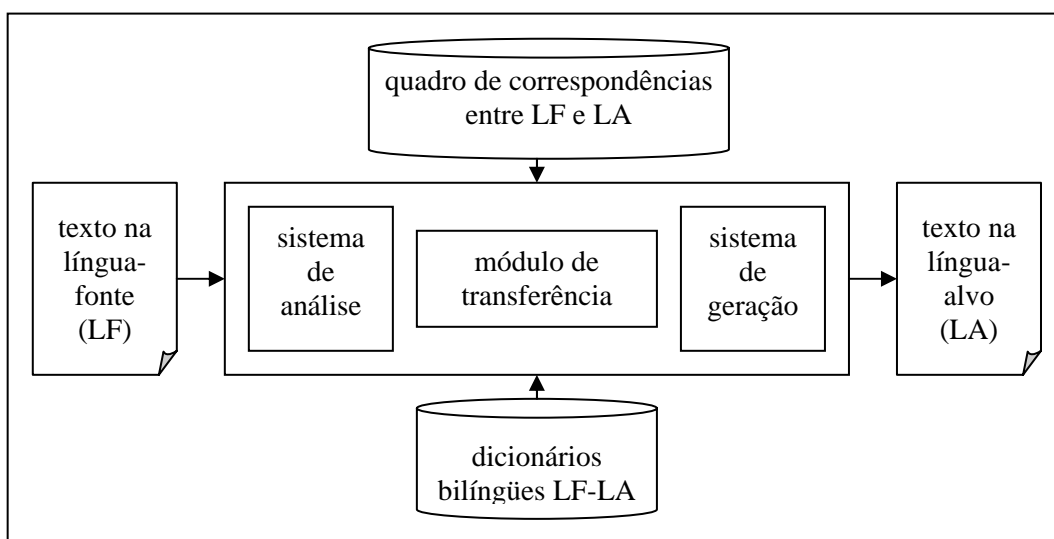 quadro de correspondências
entre LF e LA
texto na
língua-
fonte
(LF)
sistema
de
análise
módulo de
transferência
sistema
de
geração
texto na
língua-
alvo
(LA)
dicionários
bilíngües LF-LA